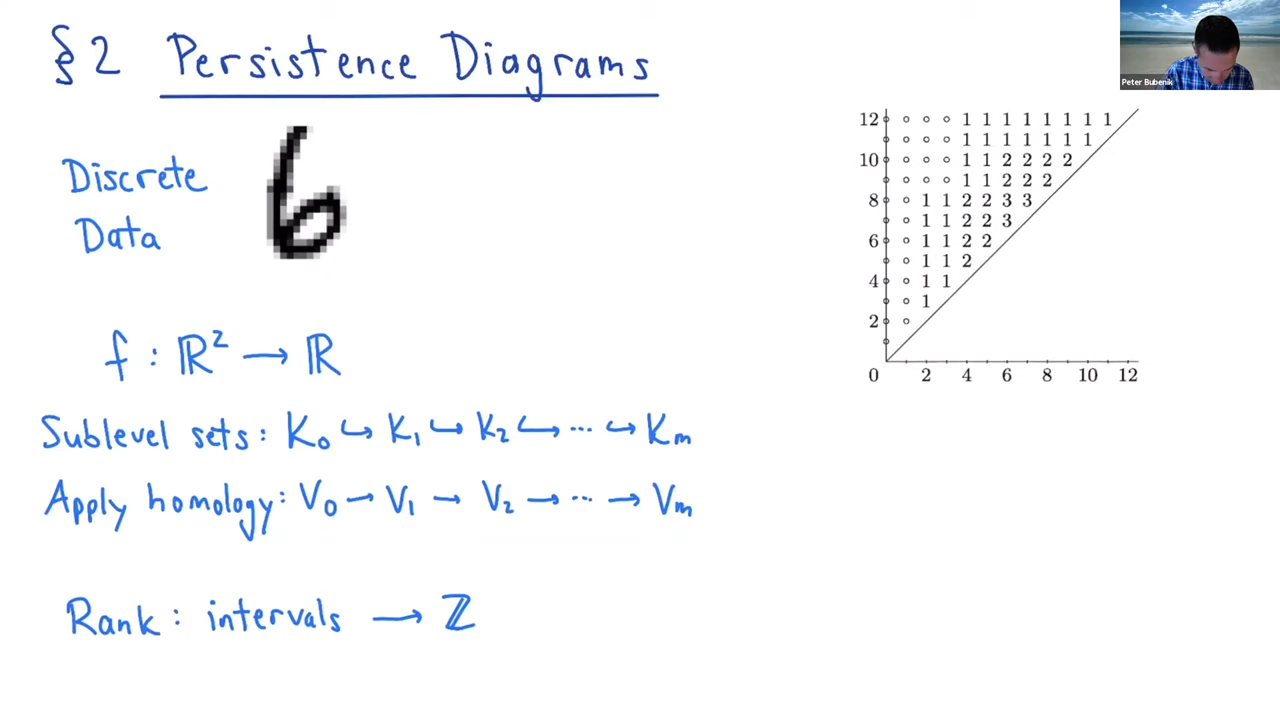 §2 Persistence Diagrams
Peter Bubenik
Discrete
Data
6
f : ℝ² → ℝ
Sublevel sets: K₀ ↪ K₁ ↪ K₂ ↪ ... ↪ Kₘ
Apply homology: V₀ → V₁ → V₂ → ... → Vₘ
Rank: intervals → ℤ
12 ∘ ∘ ∘ ∘ 1 1 1 1 1 1 1 1
∘ ∘ ∘ ∘ 1 1 1 1 1 1 1
10 ∘ ∘ ∘ ∘ 1 1 2 2 2 2
∘ ∘ ∘ ∘ 1 1 2 2 2
8 ∘ ∘ 1 1 2 2 3 3
∘ ∘ 1 1 2 2 3
6 ∘ ∘ 1 1 2 2
∘ ∘ 1 1 2
4 ∘ ∘ 1 1
∘ ∘ 1
2 ∘ ∘
∘
0 2 4 6 8 10 12